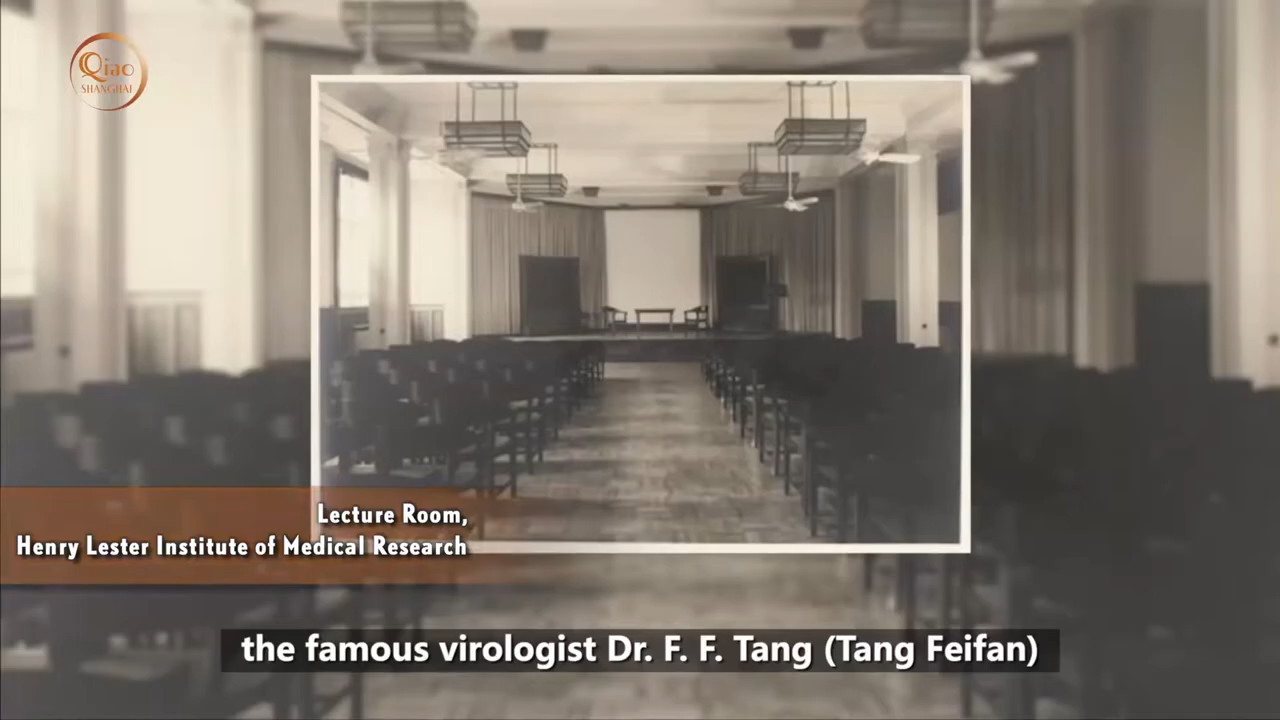 Qiao
SHANGHAI
Lecture Room,
Henry Lester Institute of Medical Research
the famous virologist Dr. F. F. Tang (Tang Feifan)